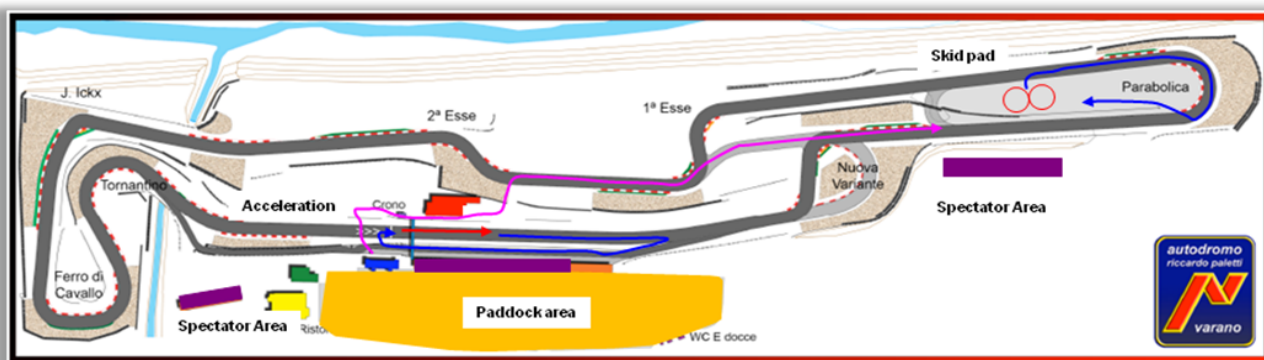 Skid pad
J. Ickx
Parabolica
2ª Esse
1ª Esse
Tornantino
Nuova
Variante
Acceleration
Crono
>>>
Spectator Area
autodromo
riccardo paletti
varano
Ferro di
Cavallo
Paddock area
Spectator Area
WC E docce